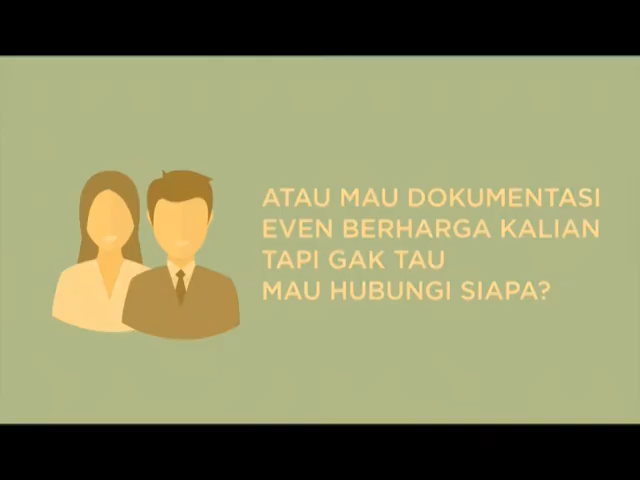 ATAU MAU DOKUMENTASI
EVEN BERHARGA KALIAN
TAPI GAK TAU
MAU HUBUNGI SIAPA?